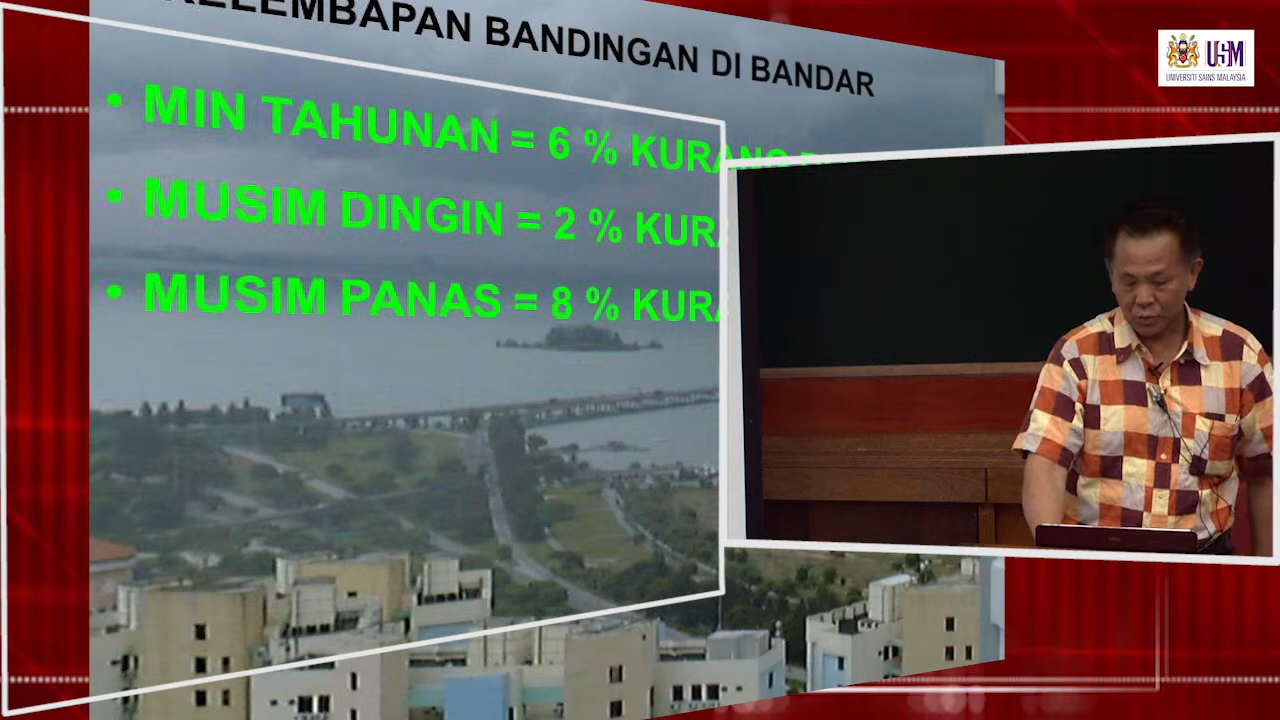 KELEMBAPAN BANDINGAN DI BANDAR
• MIN TAHUNAN = 6 % KURANG
• MUSIM DINGIN = 2 % KURA
• MUSIM PANAS = 8 % KURA
USM
UNIVERSITI SAINS MALAYSIA